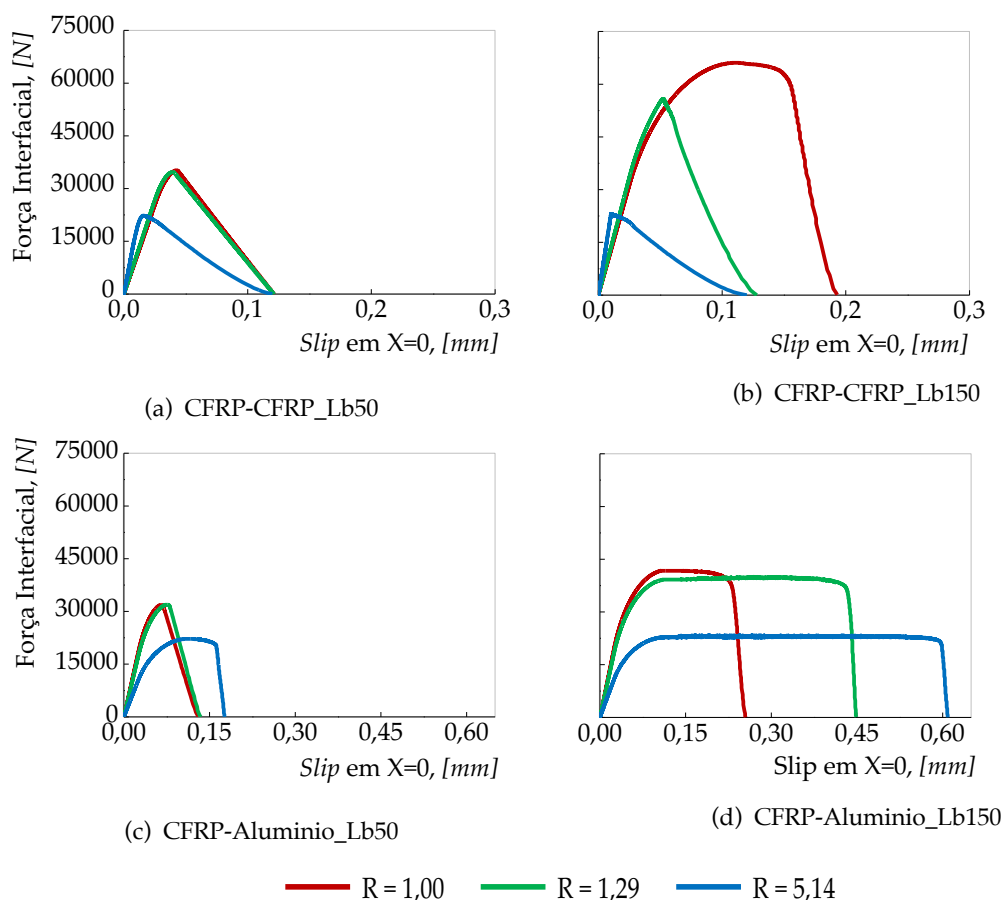 75000
60000
45000
30000
15000
0
Força Interfacial, [N]
0,0
0,1
0,2
0,3
Slip em X=0, [mm]
(a) CFRP-CFRP_Lb50
0,0
0,1
0,2
0,3
Slip em X=0, [mm]
(b) CFRP-CFRP_Lb150
75000
60000
45000
30000
15000
0
Força Interfacial, [N]
0,00
0,15
0,30
0,45
0,60
Slip em X=0, [mm]
(c) CFRP-Aluminio_Lb50
0,00
0,15
0,30
0,45
0,60
Slip em X=0, [mm]
(d) CFRP-Aluminio_Lb150
R = 1,00
R = 1,29
R = 5,14